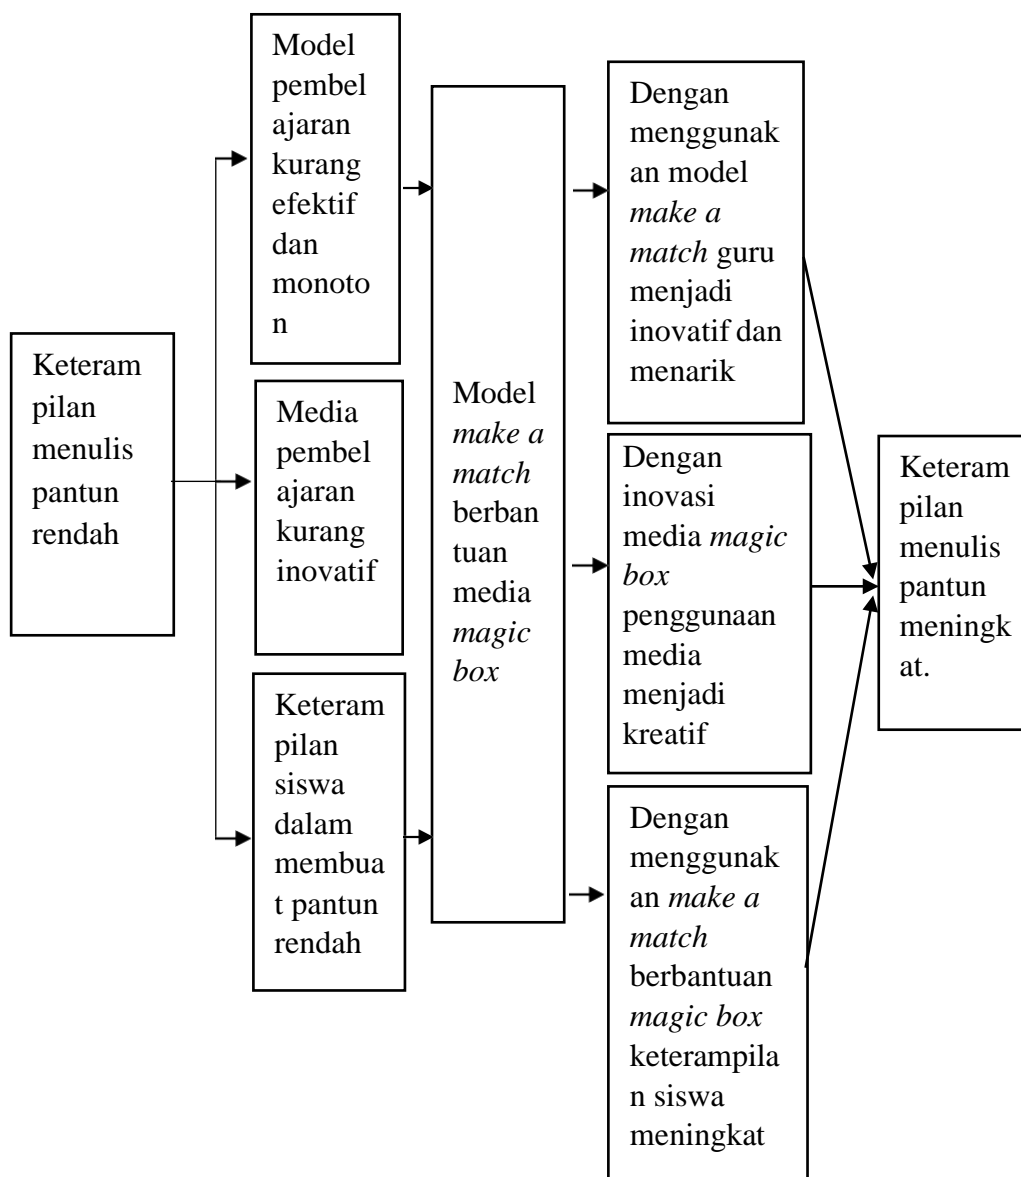 Keteram
pilan
menulis
pantun
rendah
Model
pembel
ajaran
kurang
efektif
dan
monoto
n
Media
pembel
ajaran
kurang
inovatif
Keteram
pilan
siswa
dalam
membua
t pantun
rendah
Model
make a
match
berban
tuan
media
magic
box
Dengan
menggunak
an model
make a
match guru
menjadi
inovatif dan
menarik
Dengan
inovasi
media magic
box
penggunaan
media
menjadi
kreatif
Dengan
menggunak
an make a
match
berbantuan
magic box
keterampila
n siswa
meningkat
Keteram
pilan
menulis
pantun
meningk
at.